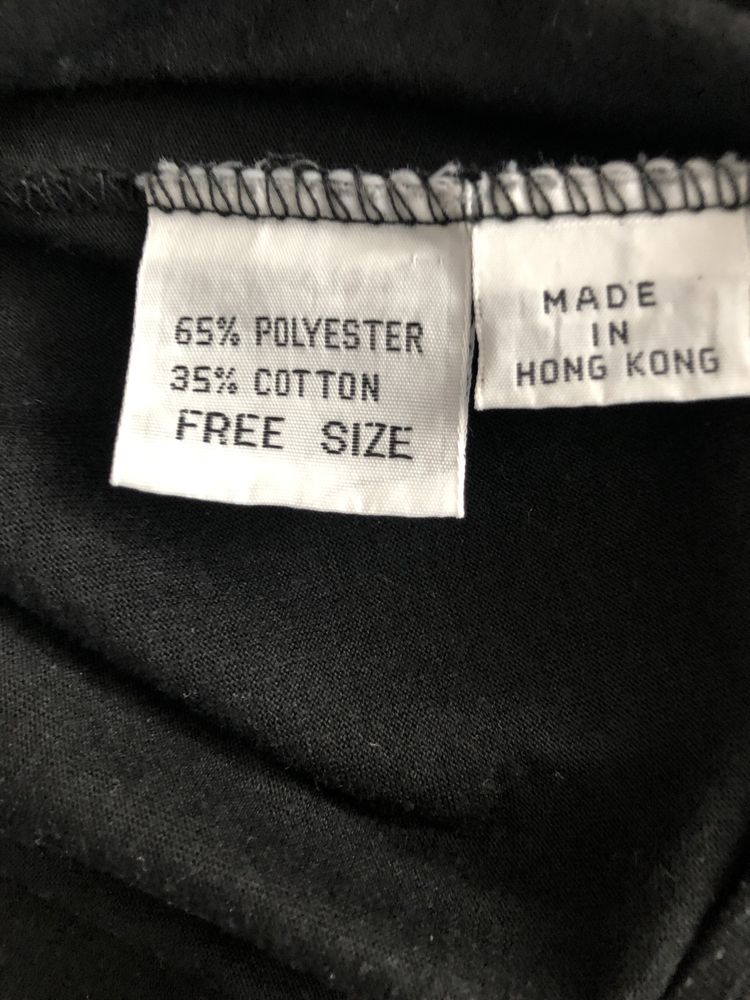 65% POLYESTER
35% COTTON
FREE SIZE
MADE
IN
HONG KONG